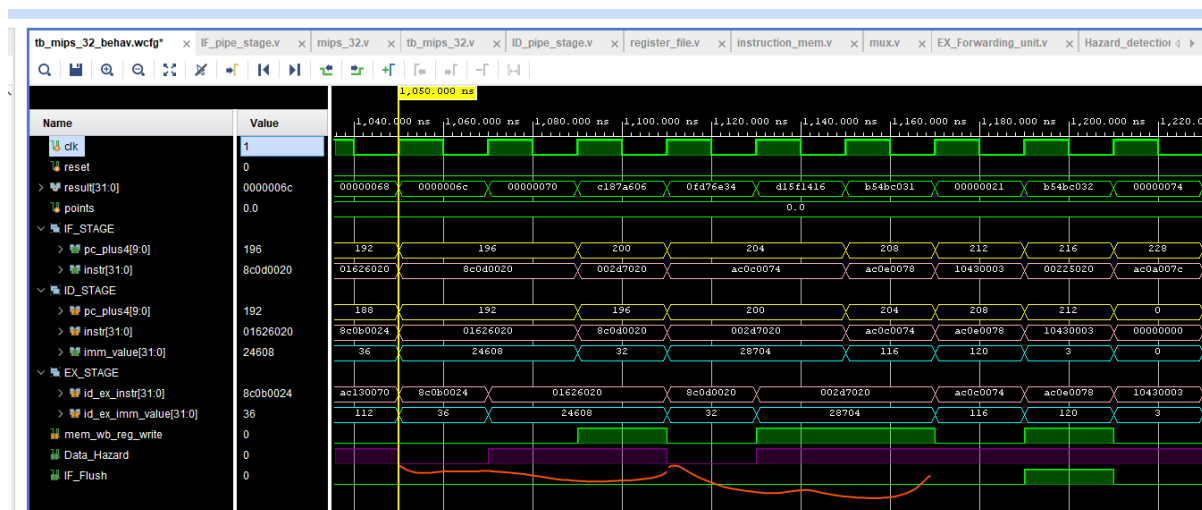 tb_mips_32_behav.wcfg* × IF_pipe_stage.v × mips_32.v × tb_mips_32.v × ID_pipe_stage.v × register_file.v × instruction_mem.v × mux.v × EX_Forwarding_unit.v × Hazard_detection
1,050.000 ns
Name Value 1,040.000 ns 1,060.000 ns 1,080.000 ns 1,100.000 ns 1,120.000 ns 1,140.000 ns 1,160.000 ns 1,180.000 ns 1,200.000 ns 1,220.0
clk 1
reset 0
result[31:0] 0000006c 00000068 0000006c 00000070 c187a606 0fd76e34 d15f1416 b54bc031 00000021 b54bc032 00000074
points 0.0 0.0
IF_STAGE
pc_plus4[9:0] 196 192 196 200 204 208 212 216 228
instr[31:0] 8c0d0020 01626020 8c0d0020 002d7020 ac0c0074 ac0e0078 10430003 00225020 ac0a007c
ID_STAGE
pc_plus4[9:0] 192 188 192 196 200 204 208 212 0
instr[31:0] 01626020 8c0b0024 01626020 8c0d0020 002d7020 ac0c0074 ac0e0078 10430003 00000000
imm_value[31:0] 24608 36 24608 32 28704 116 120 3 0
EX_STAGE
id_ex_instr[31:0] 8c0b0024 ac130070 8c0b0024 01626020 8c0d0020 002d7020 ac0c0074 ac0e0078 10430003
id_ex_imm_value[31:0] 36 112 36 24608 32 28704 116 120 3
mem_wb_reg_write 0
Data_Hazard 0
IF_Flush 0